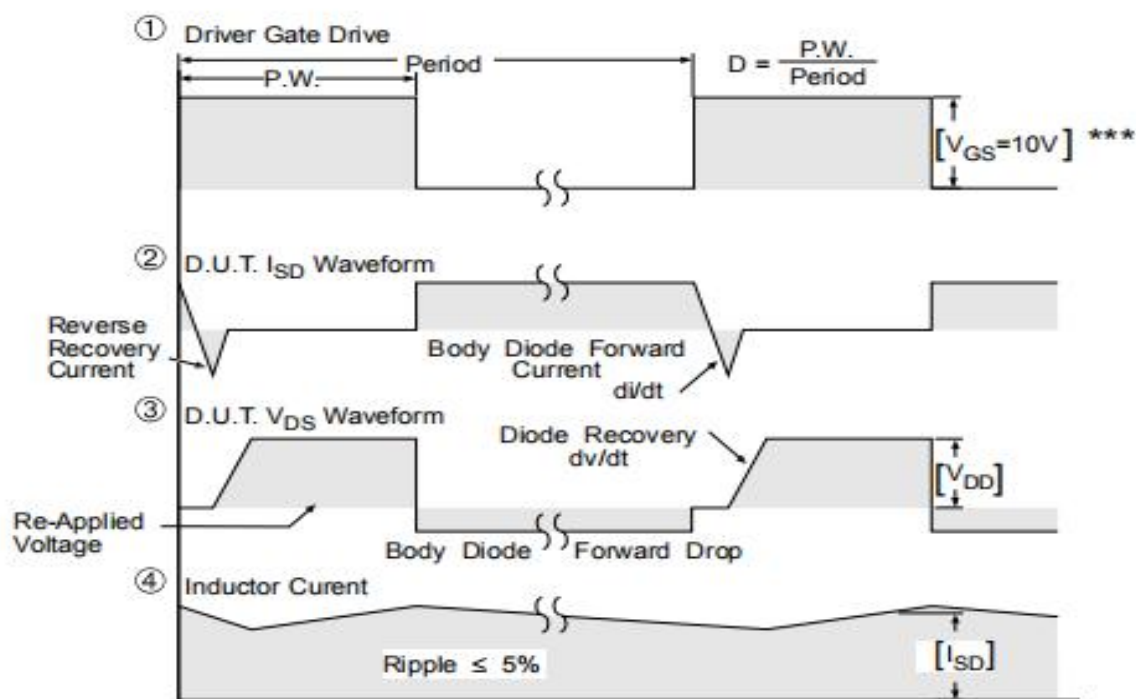 ① Driver Gate Drive
P.W.
Period
D = P.W.
Period
[VGS=10V] ***
② D.U.T. ISD Waveform
Reverse
Recovery
Current
Body Diode Forward
Current
di/dt
③ D.U.T. VDS Waveform
Diode Recovery
dv/dt
[VDD]
Re-Applied
Voltage
Body Diode Forward Drop
④ Inductor Curent
Ripple ≤ 5%
[ISD]